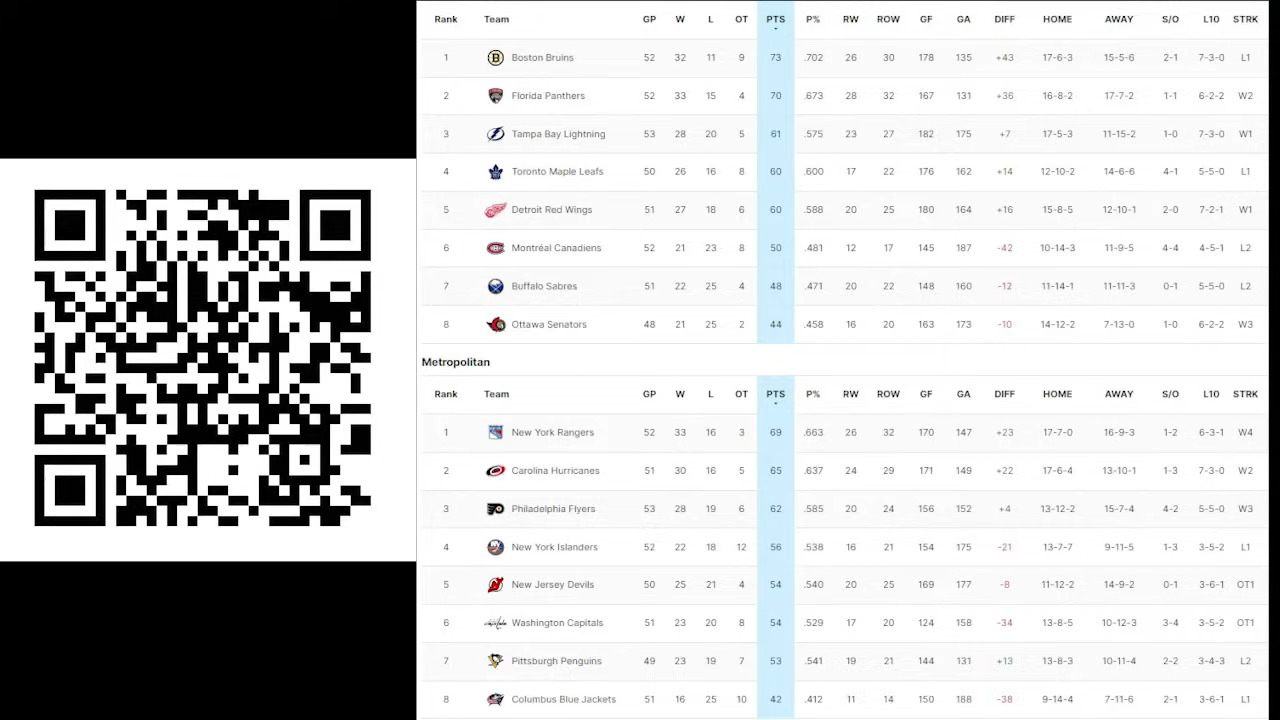 Rank Team GP W L OT PTS P% RW ROW GF GA DIFF HOME AWAY S/O L10 STRK
1 Boston Bruins 52 32 11 9 73 .702 26 30 178 135 +43 17-6-3 15-5-6 2-1 7-3-0 L1
2 Florida Panthers 52 33 15 4 70 .673 28 32 167 131 +36 16-8-2 17-7-2 1-1 6-2-2 W2
3 Tampa Bay Lightning 53 28 20 5 61 .575 23 27 182 175 +7 17-5-3 11-15-2 1-0 7-3-0 W1
4 Toronto Maple Leafs 50 26 16 8 60 .600 17 22 176 162 +14 12-10-2 14-6-6 4-1 5-5-0 L1
5 Detroit Red Wings 51 27 18 6 60 .588 20 25 180 164 +16 15-8-5 12-10-1 2-0 7-2-1 W1
6 Montréal Canadiens 52 21 23 8 50 .481 12 17 145 187 -42 10-14-3 11-9-5 4-4 4-5-1 L2
7 Buffalo Sabres 51 22 25 4 48 .471 20 22 148 160 -12 11-14-1 11-11-3 0-1 5-5-0 L2
8 Ottawa Senators 48 21 25 2 44 .458 16 20 163 173 -10 14-12-2 7-13-0 1-0 6-2-2 W3
Metropolitan
Rank Team GP W L OT PTS P% RW ROW GF GA DIFF HOME AWAY S/O L10 STRK
1 New York Rangers 52 33 16 3 69 .663 26 32 170 147 +23 17-7-0 16-9-3 1-2 6-3-1 W4
2 Carolina Hurricanes 51 30 16 5 65 .637 24 29 171 149 +22 17-6-4 13-10-1 1-3 7-3-0 W2
3 Philadelphia Flyers 53 28 19 6 62 .585 20 24 156 152 +4 13-12-2 15-7-4 4-2 5-5-0 W3
4 New York Islanders 52 22 18 12 56 .538 16 21 154 175 -21 13-7-7 9-11-5 1-3 3-5-2 L1
5 New Jersey Devils 50 25 21 4 54 .540 20 25 169 177 -8 11-12-2 14-9-2 0-1 3-6-1 OT1
6 Washington Capitals 51 23 20 8 54 .529 17 20 124 158 -34 13-8-5 10-12-3 3-4 3-5-2 OT1
7 Pittsburgh Penguins 49 23 19 7 53 .541 19 21 144 131 +13 13-8-3 10-11-4 2-2 3-4-3 L2
8 Columbus Blue Jackets 51 16 25 10 42 .412 11 14 150 188 -38 9-14-4 7-11-6 2-1 3-6-1 L1